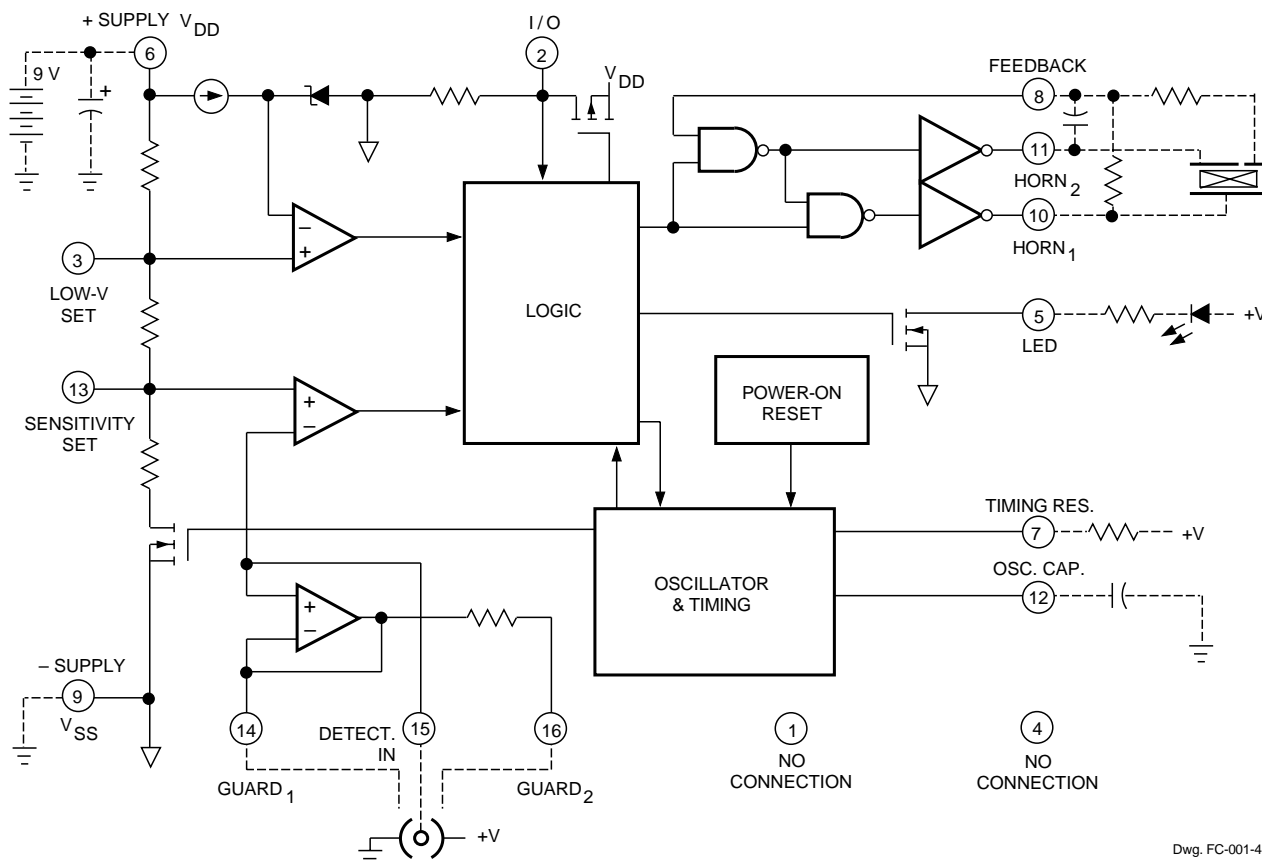 + SUPPLY V DD
6
9 V
+
I / O
2
V DD
FEEDBACK
8
11
HORN 2
10
HORN 1
−
+
3
LOW-V
SET
LOGIC
5
LED
+V
13
SENSITIVITY
SET
+
−
POWER-ON
RESET
TIMING RES.
7
+V
OSC. CAP.
12
OSCILLATOR
& TIMING
+
−
− SUPPLY
9
V SS
14
GUARD 1
DETECT.
IN
15
16
GUARD 2
+V
1
NO
CONNECTION
4
NO
CONNECTION
Dwg. FC-001-4